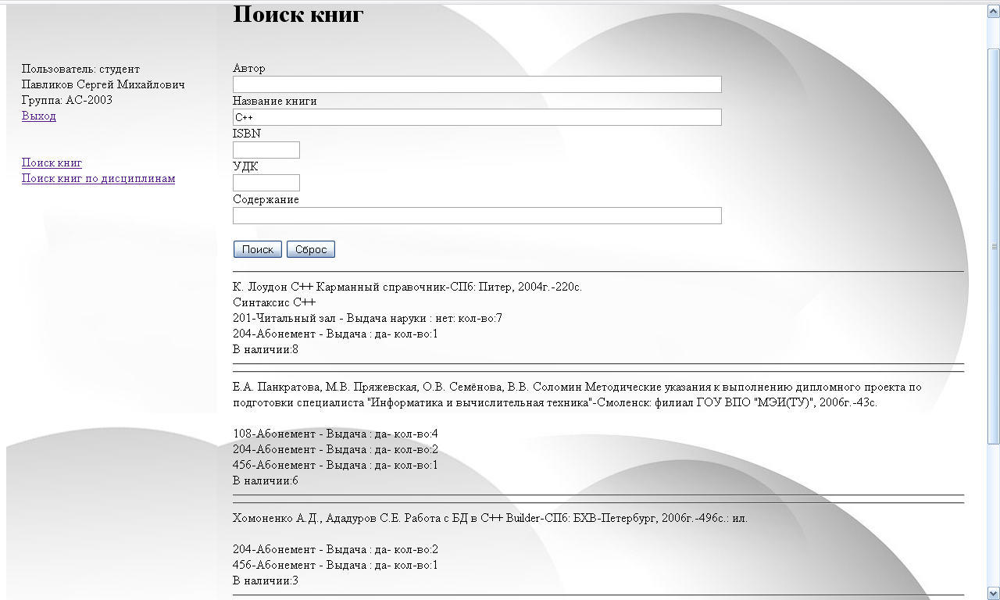 Поиск книг
Пользователь: студент
Павликов Сергей Михайлович
Группа: АС-2003
Выход
Поиск книг
Поиск книг по дисциплинам
Автор
Название книги
C++
ISBN
УДК
Содержание
Поиск Сброс
К. Лоудон C++ Карманный справочник-СПб: Питер, 2004г.-220с.
Синтаксис C++
201-Читальный зал - Выдача наруки : нет: кол-во:7
204-Абонемент - Выдача : да- кол-во:1
В наличии:8
Е.А. Панкратова, М.В. Пряжевская, О.В. Семёнова, В.В. Соломин Методические указания к выполнению дипломного проекта по
подготовки специалиста "Информатика и вычислительная техника"-Смоленск: филиал ГОУ ВПО "МЭИ(ТУ)", 2006г.-43с.
108-Абонемент - Выдача : да- кол-во:4
204-Абонемент - Выдача : да- кол-во:2
456-Абонемент - Выдача : да- кол-во:1
В наличии:6
Хомоненко А.Д., Ададуров С.Е. Работа с БД в C++ Builder-СПб: БХВ-Петербург, 2006г.-496с.: ил.
204-Абонемент - Выдача : да- кол-во:2
456-Абонемент - Выдача : да- кол-во:1
В наличии:3